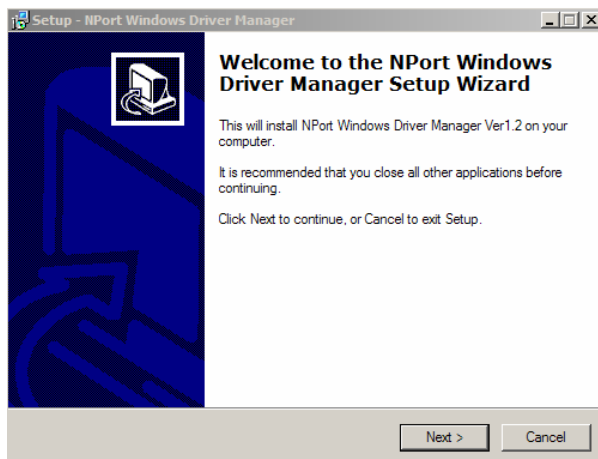 Setup - NPort Windows Driver Manager
Welcome to the NPort Windows
Driver Manager Setup Wizard
This will install NPort Windows Driver Manager Ver1.2 on your
computer.
It is recommended that you close all other applications before
continuing.
Click Next to continue, or Cancel to exit Setup.
Next >
Cancel